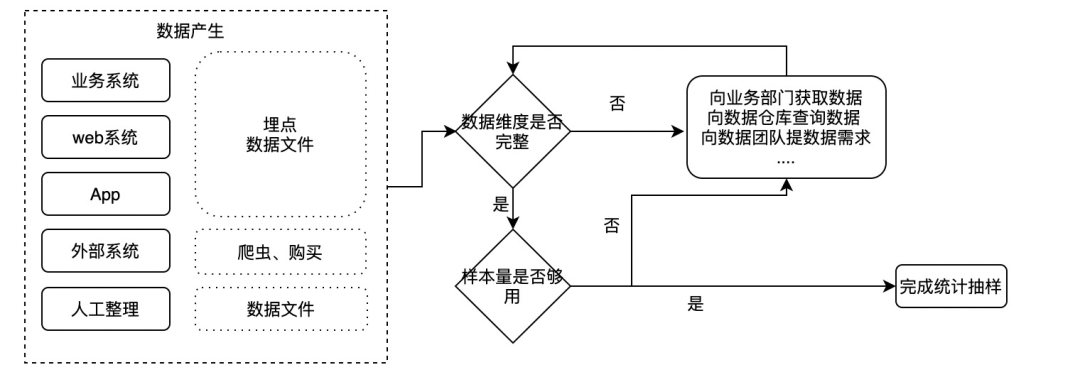 数据产生
业务系统
web系统
App
外部系统
人工整理
埋点
数据文件
爬虫、购买
数据文件
数据维度是否
完整
否
向业务部门获取数据
向数据仓库查询数据
向数据团队提数据需求
....
是
样本量是否够
用
否
是
完成统计抽样